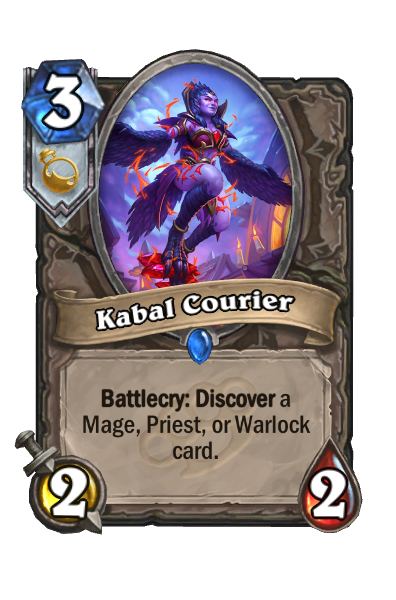 3
Kabal Courier
Battlecry: Discover a
Mage, Priest, or Warlock
card.
2
2